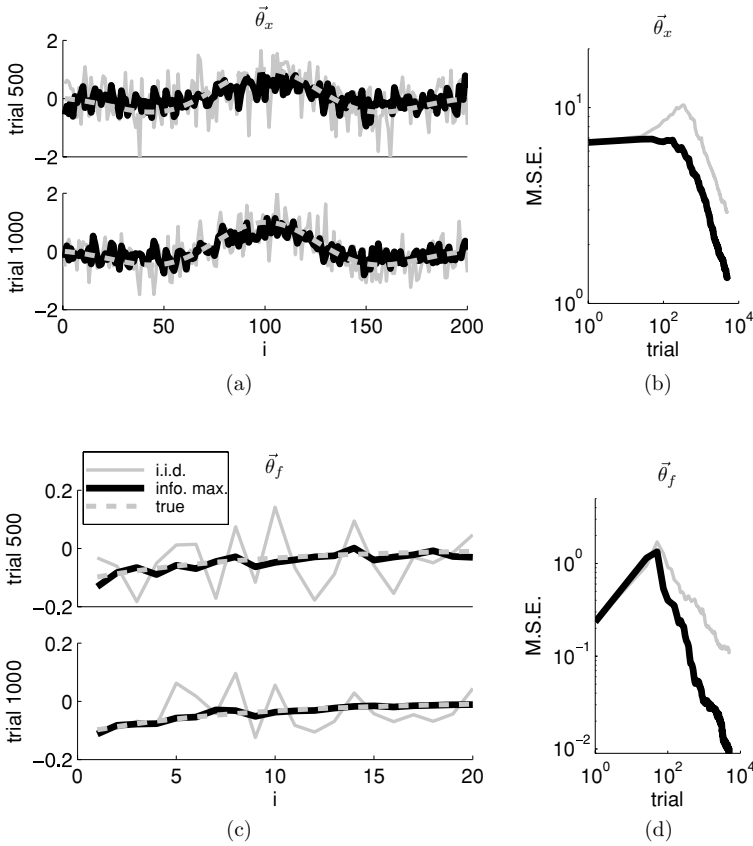 θ⃗x
2
0
−2
trial 500
2
0
−2
trial 1000
0 50 100 150 200
i
(a)
θ⃗x
10^1
10^0
M.S.E.
10^0 10^2 10^4
trial
(b)
θ⃗f
i.i.d.
info. max.
true
0.2
0
−0.2
trial 500
0.2
0
−0.2
trial 1000
0 5 10 15 20
i
(c)
θ⃗f
10^0
10^−1
10^−2
M.S.E.
10^0 10^2 10^4
trial
(d)